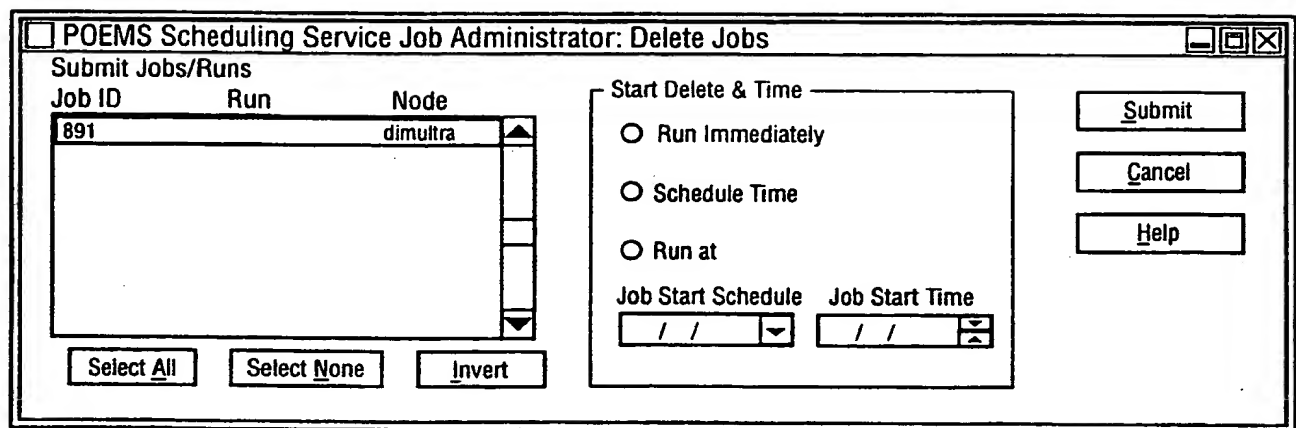 POEMS Scheduling Service Job Administrator: Delete Jobs
Submit Jobs/Runs
Job ID Run Node
891 dimultra
Select All Select None Invert
Start Delete & Time
Run Immediately
Schedule Time
Run at
Job Start Schedule Job Start Time
/ / / /
Submit
Cancel
Help